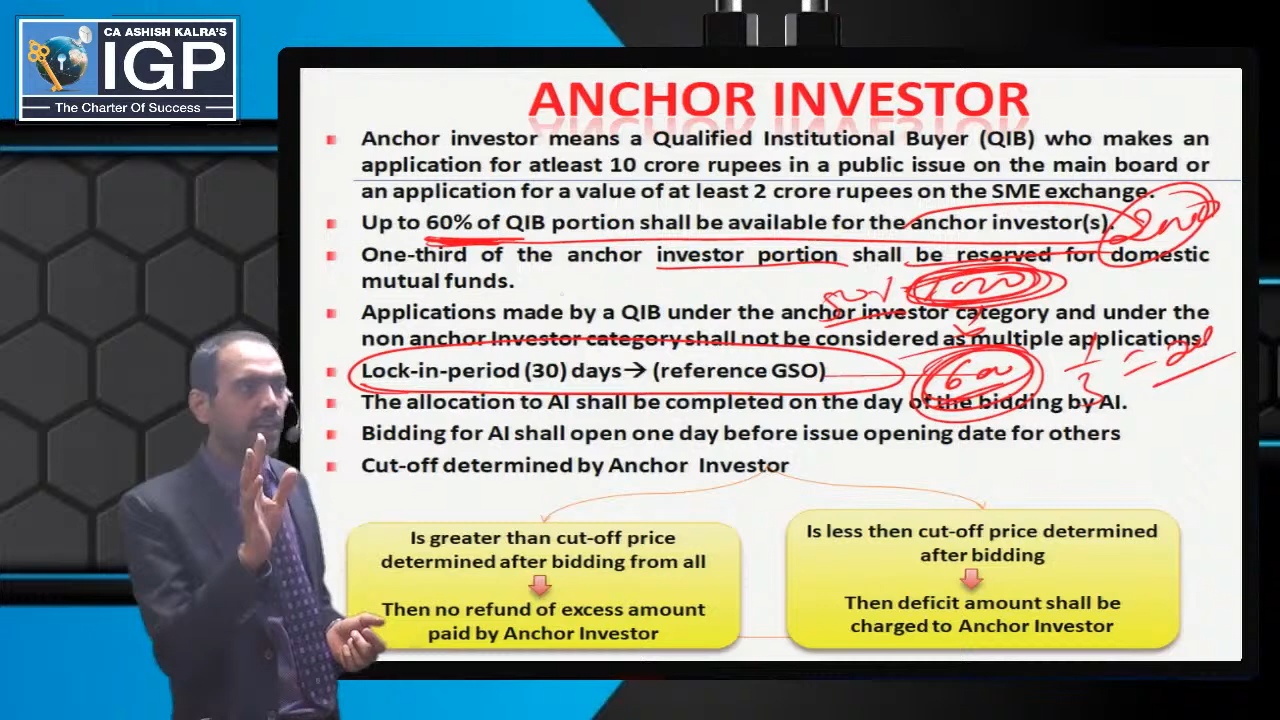 CA ASHISH KALRA'S
IGP
The Charter Of Success
ANCHOR INVESTOR
Anchor investor means a Qualified Institutional Buyer (QIB) who makes an
application for atleast 10 crore rupees in a public issue on the main board or
an application for a value of at least 2 crore rupees on the SME exchange.
Up to 60% of QIB portion shall be available for the anchor investor(s).
One-third of the anchor investor portion shall be reserved for domestic
mutual funds.
Applications made by a QIB under the anchor investor category and under the
non anchor Investor category shall not be considered as multiple applications.
Lock-in-period (30) days→ (reference GSO)
600
1/3 =
The allocation to AI shall be completed on the day of the bidding by AI.
Bidding for AI shall open one day before issue opening date for others
Cut-off determined by Anchor Investor
Is greater than cut-off price
determined after bidding from all
Then no refund of excess amount
paid by Anchor Investor
Is less then cut-off price determined
after bidding
Then deficit amount shall be
charged to Anchor Investor